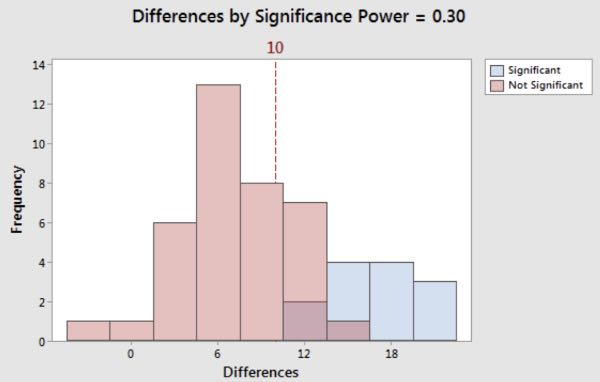 Differences by Significance Power = 0.30
10
Significant
Not Significant
14
12
10
8
6
4
2
0
Frequency
0 6 12 18
Differences